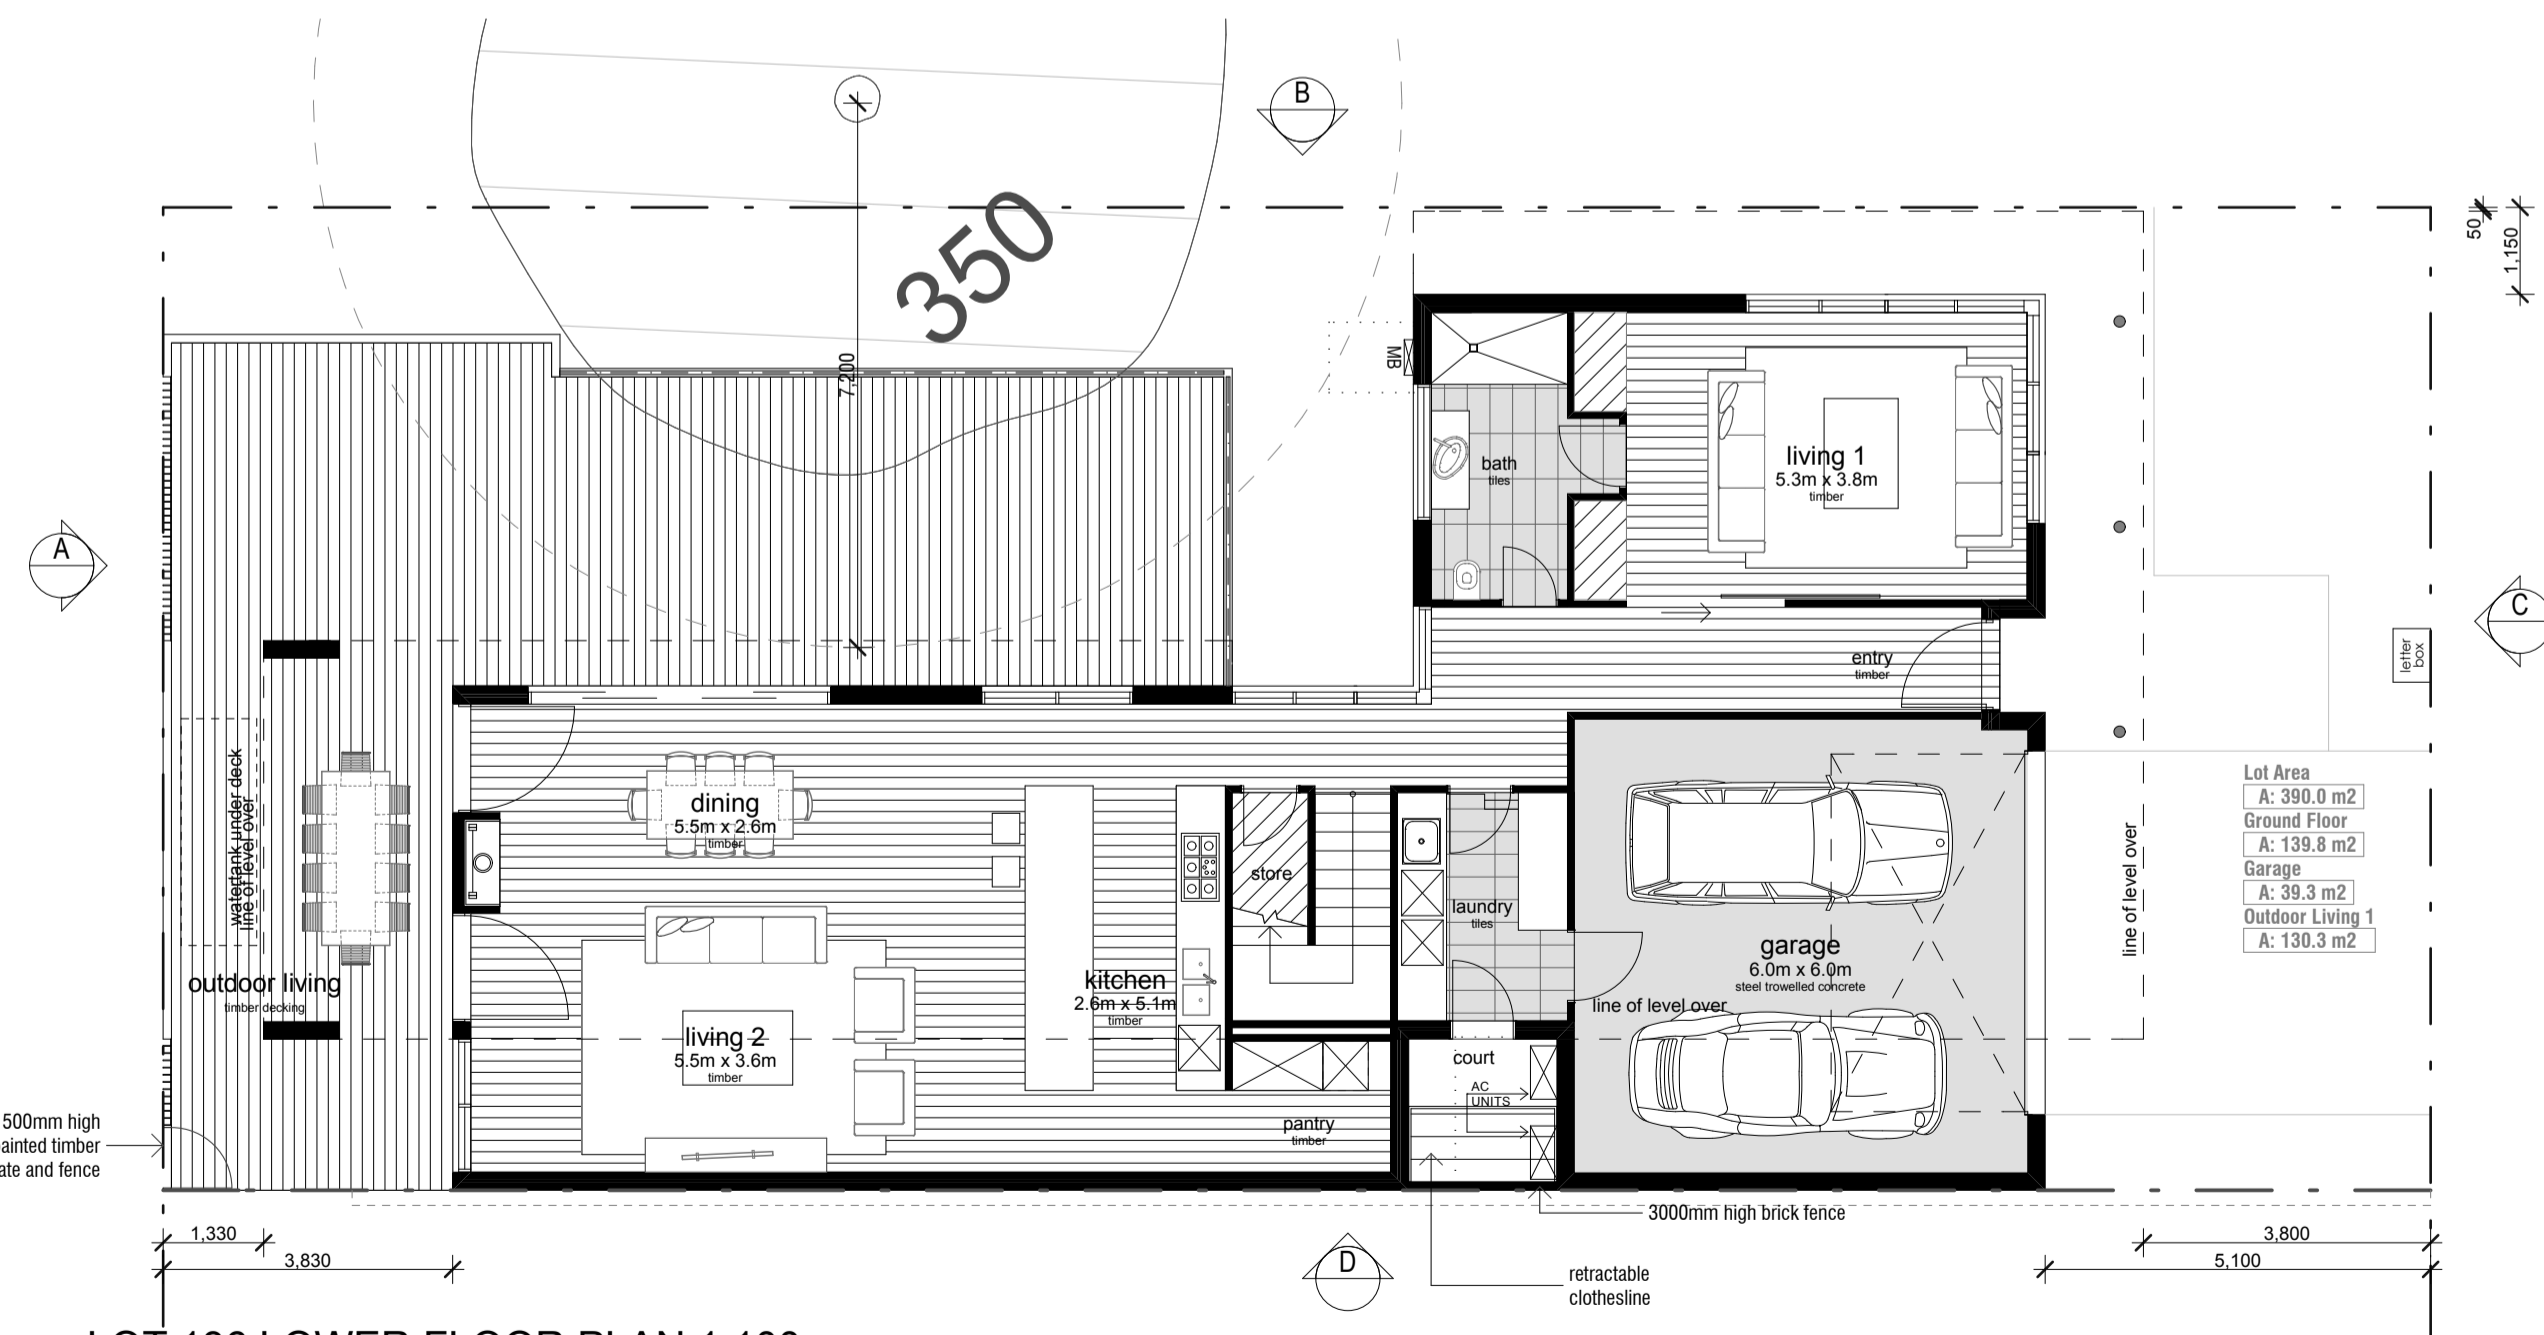 B
350
7,200
50
1,150
MB
bath
tiles
living 1
5.3m x 3.8m
timber
A
C
letter
box
entry
timber
watertank under deck
line of level over
dining
5.5m x 2.6m
timber
store
laundry
tiles
garage
6.0m x 6.0m
steel trowelled concrete
line of level over
line of level over
Lot Area
A: 390.0 m2
Ground Floor
A: 139.8 m2
Garage
A: 39.3 m2
Outdoor Living 1
A: 130.3 m2
outdoor living
timber decking
kitchen
2.6m x 5.1m
timber
living 2
5.5m x 3.6m
timber
court
AC
UNITS
pantry
timber
500mm high
ainted timber
ate and fence
3000mm high brick fence
1,330
3,830
D
retractable
clothesline
3,800
5,100